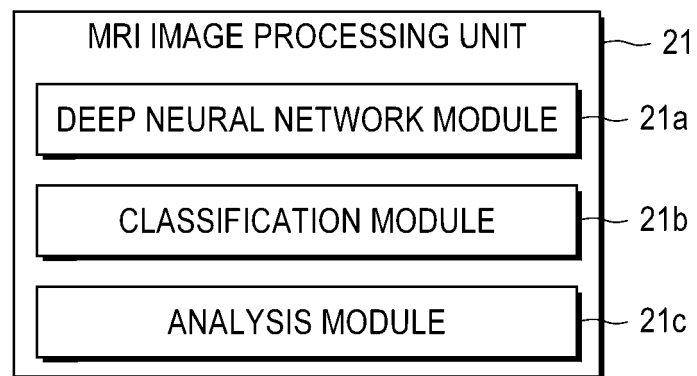 MRI IMAGE PROCESSING UNIT 21
DEEP NEURAL NETWORK MODULE 21a
CLASSIFICATION MODULE 21b
ANALYSIS MODULE 21c